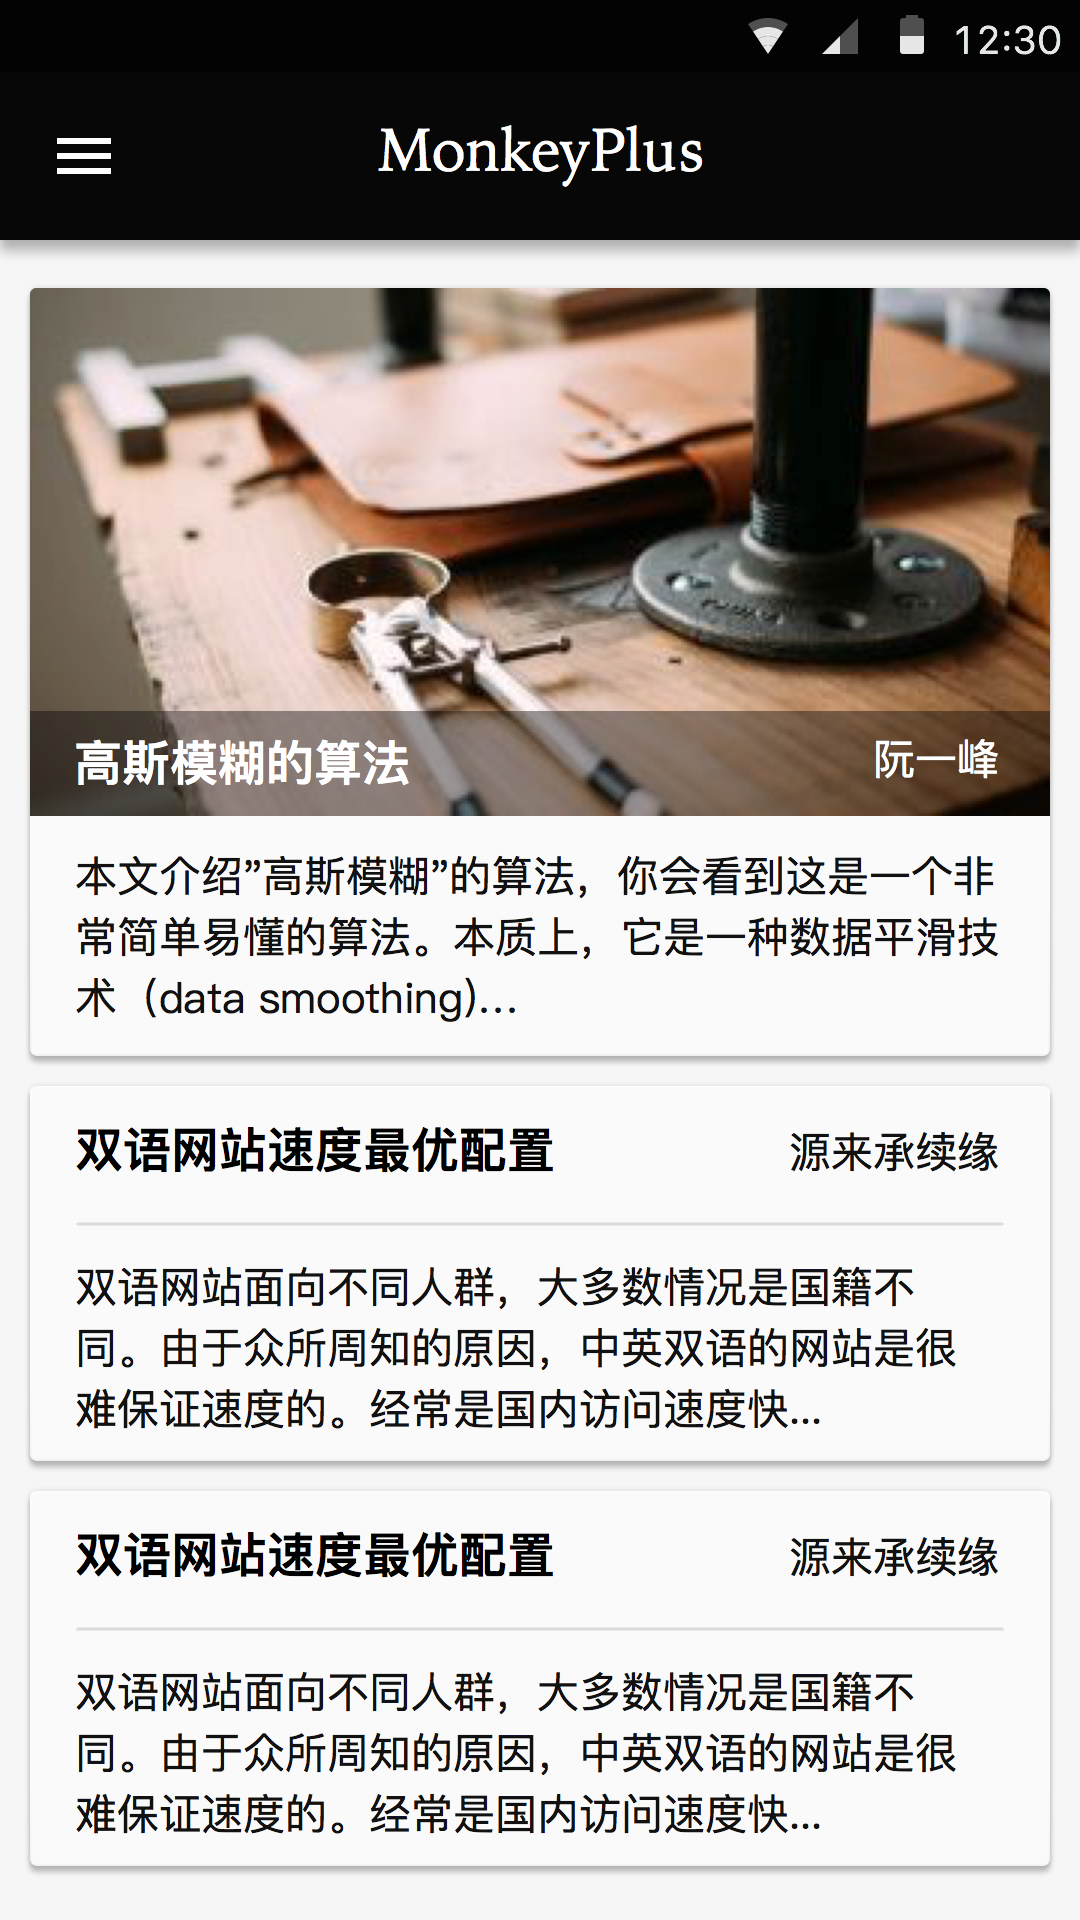 12:30
MonkeyPlus
高斯模糊的算法 阮一峰
本文介绍”高斯模糊”的算法，你会看到这是一个非
常简单易懂的算法。本质上，它是一种数据平滑技
术（data smoothing)...
双语网站速度最优配置 源来承续缘
双语网站面向不同人群，大多数情况是国籍不
同。由于众所周知的原因，中英双语的网站是很
难保证速度的。经常是国内访问速度快...
双语网站速度最优配置 源来承续缘
双语网站面向不同人群，大多数情况是国籍不
同。由于众所周知的原因，中英双语的网站是很
难保证速度的。经常是国内访问速度快...